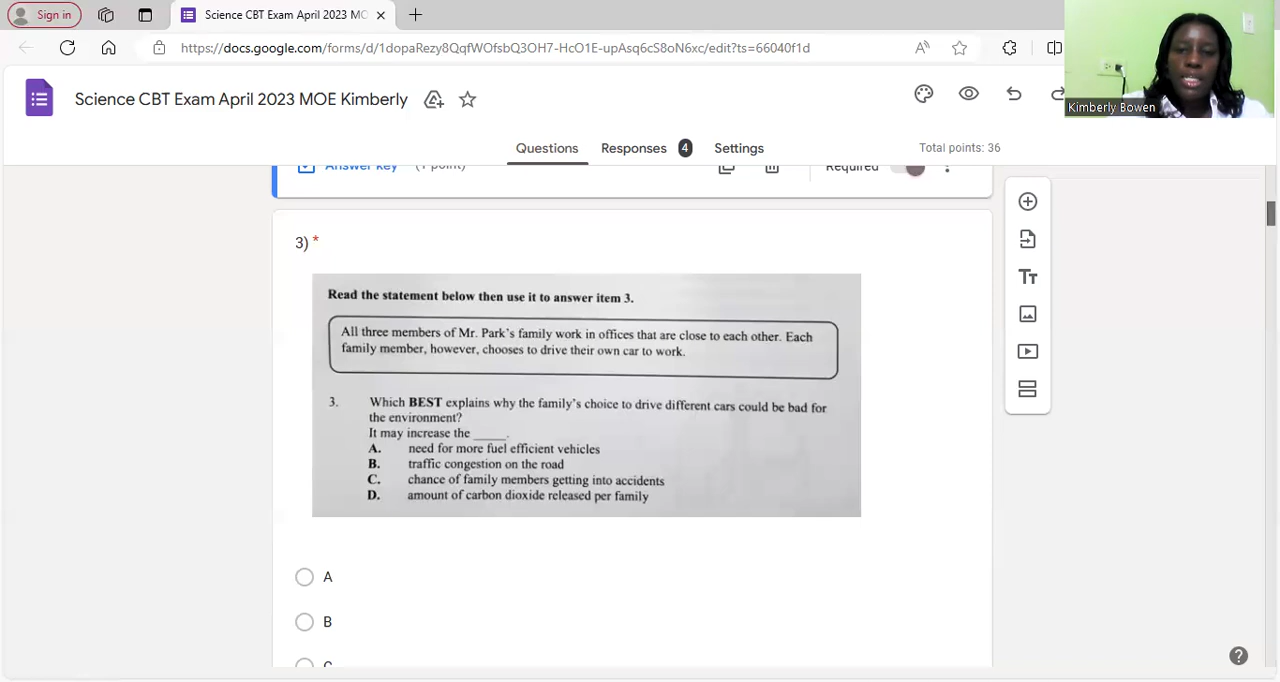 Sign in
Science CBT Exam April 2023 MO
https://docs.google.com/forms/d/1dopaRezy8QqfWOfsbQ3OH7-HcO1E-upAsq6cS8oN6xc/edit?ts=66040f1d
Kimberly Bowen
Science CBT Exam April 2023 MOE Kimberly
Questions
Responses 4
Settings
Total points: 36
Answer key (1 point)
Required
3) *
Read the statement below then use it to answer item 3.
All three members of Mr. Park's family work in offices that are close to each other. Each
family member, however, chooses to drive their own car to work.
3. Which BEST explains why the family's choice to drive different cars could be bad for
the environment?
It may increase the _____.
A. need for more fuel efficient vehicles
B. traffic congestion on the road
C. chance of family members getting into accidents
D. amount of carbon dioxide released per family
A
B
C